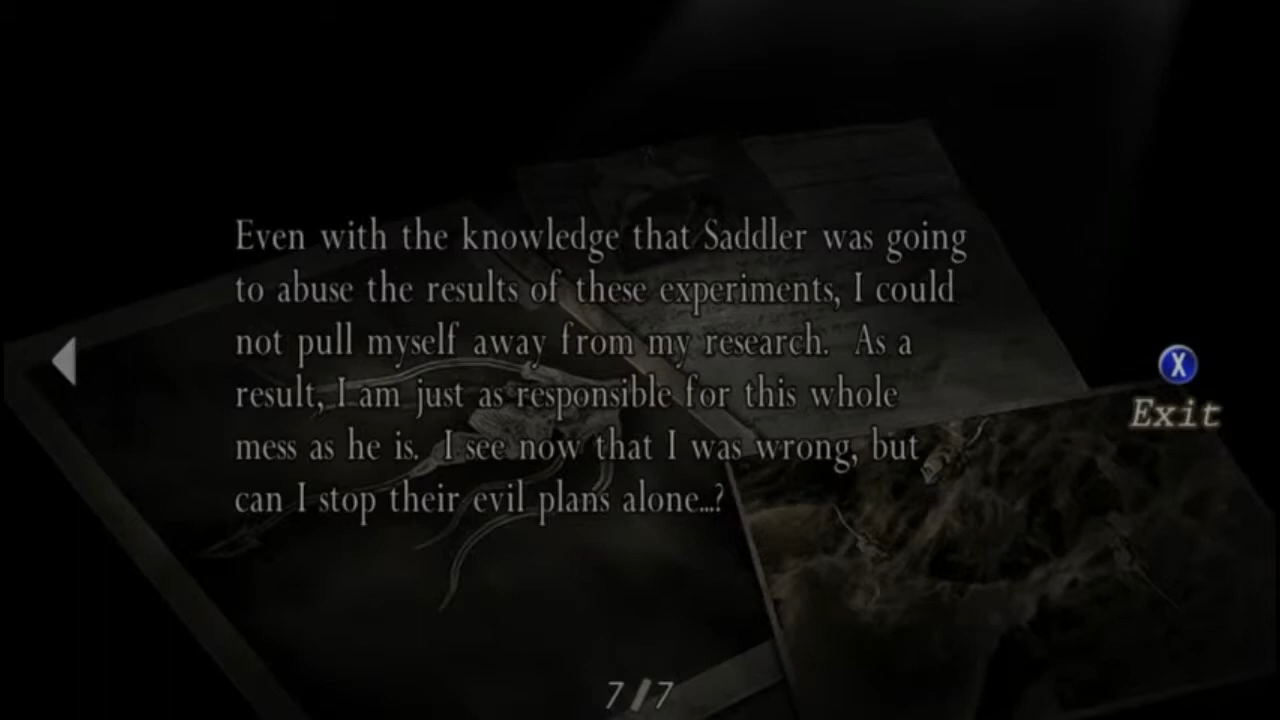 Even with the knowledge that Saddler was going
to abuse the results of these experiments, I could
not pull myself away from my research.  As a
result, I am just as responsible for this whole
mess as he is.  I see now that I was wrong, but
can I stop their evil plans alone...?
X
Exit
7/7